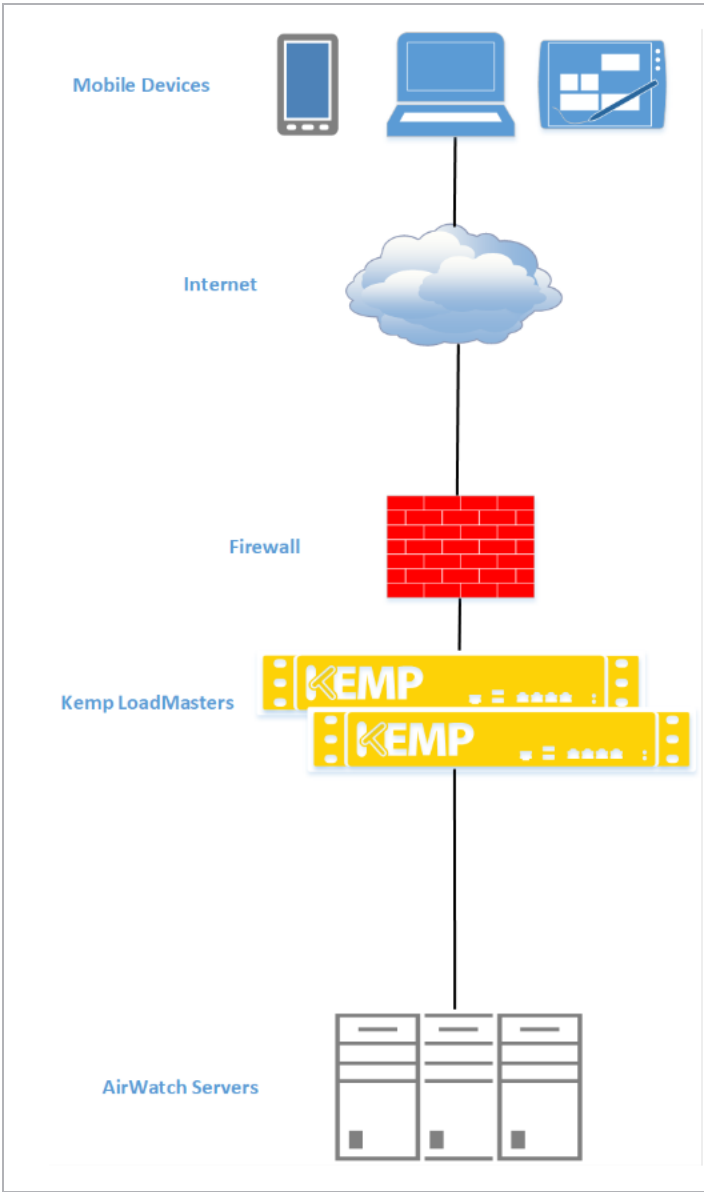 Mobile Devices
Internet
Firewall
KEMP
Kemp LoadMasters
KEMP
AirWatch Servers